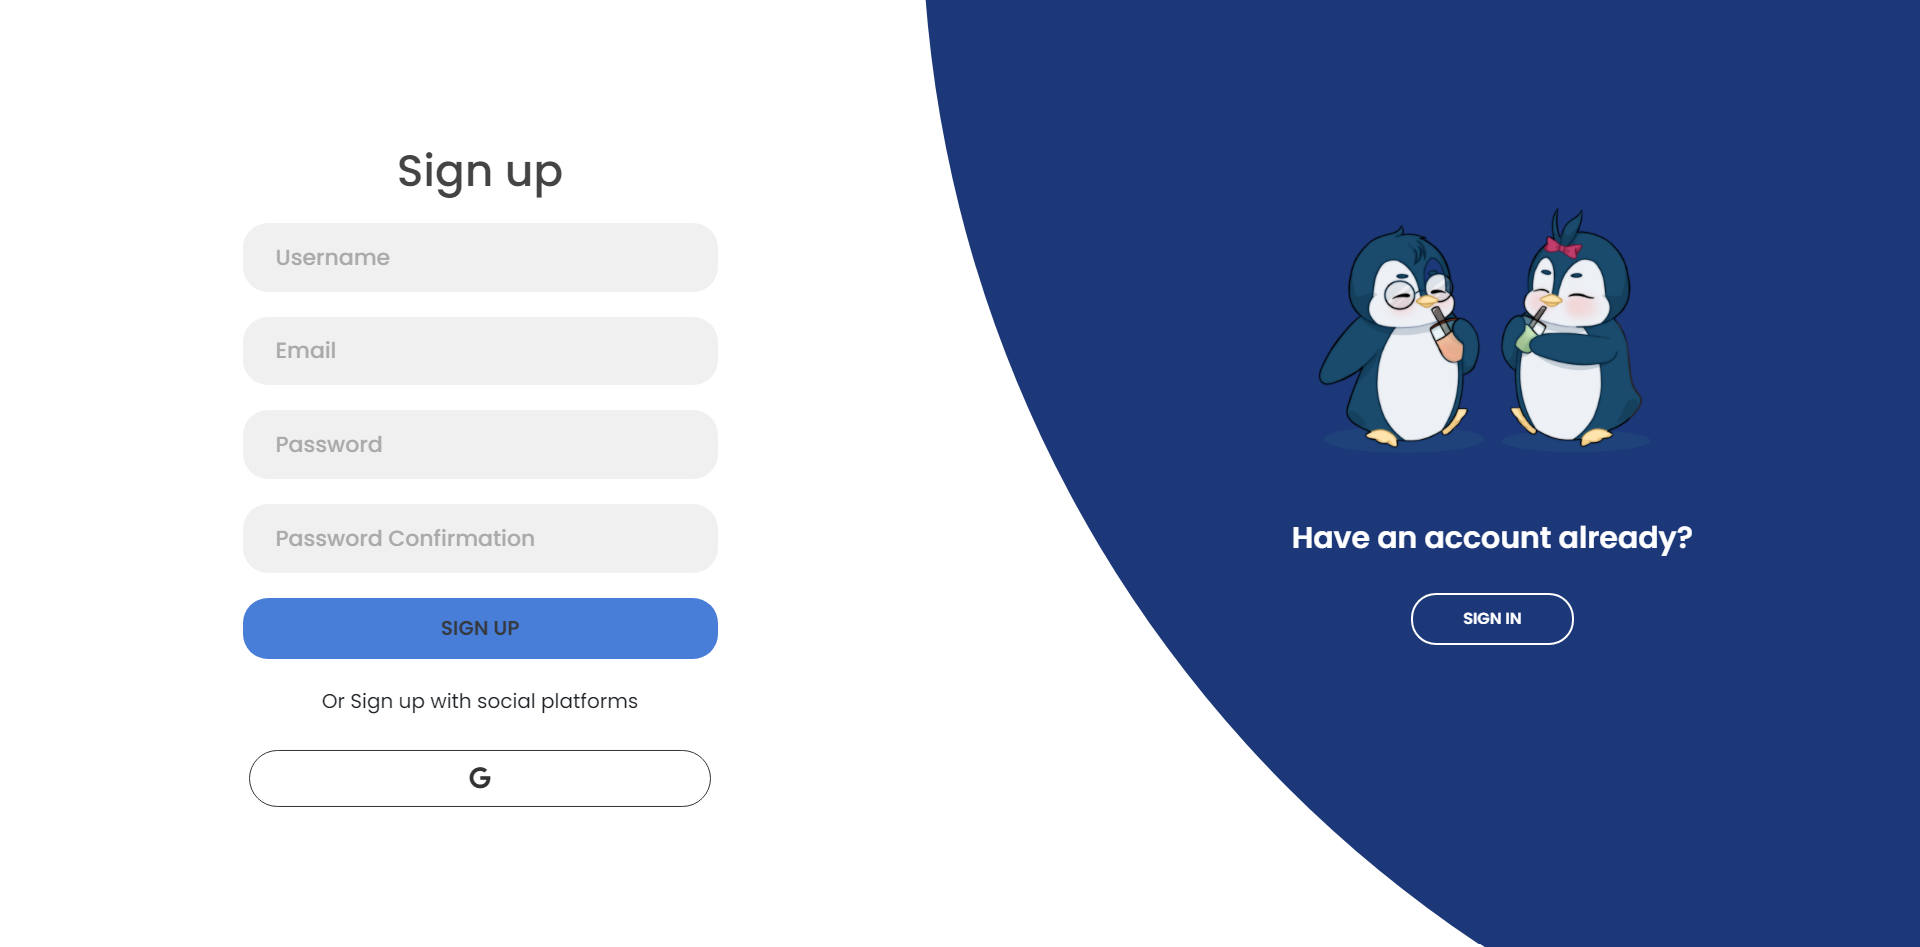 Sign up
Username
Email
Password
Password Confirmation
SIGN UP
Or Sign up with social platforms
G
Have an account already?
SIGN IN